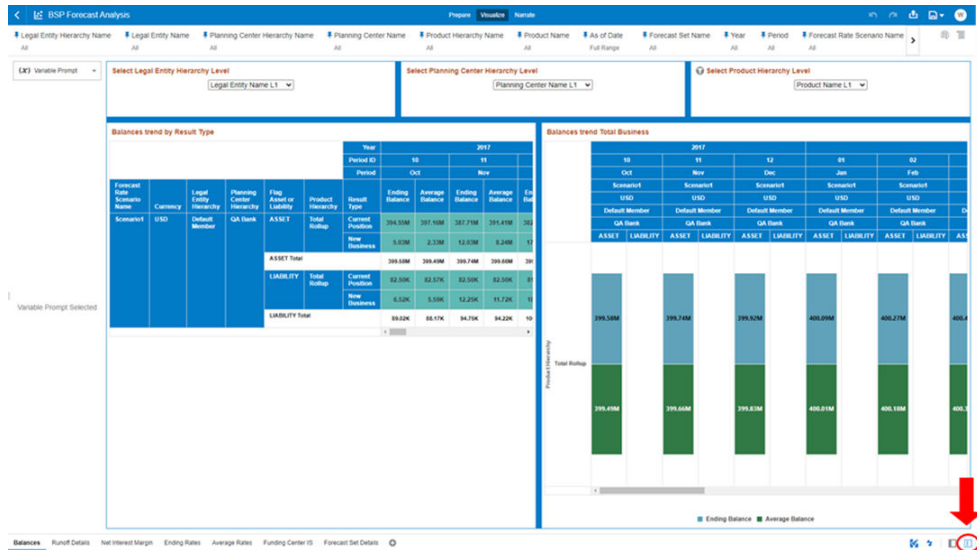 BSP Forecast Analysis
Prepare Visualize Narrate
W
Legal Entity Hierarchy Name Legal Entity Name Planning Center Hierarchy Name Planning Center Name Product Hierarchy Name Product Name As of Date Forecast Set Name Year Period Forecast Rate Scenario Name
All All All All All All Full Range All All All All
(X) Variable Prompt
Select Legal Entity Hierarchy Level
Legal Entity Name L1
Select Planning Center Hierarchy Level
Planning Center Name L1
Select Product Hierarchy Level
Product Name L1
Variable Prompt Selected
Balances trend by Result Type
Year 2017
Period ID 10 11
Period Oct Nov
Forecast Rate Scenario Name Currency Legal Entity Hierarchy Planning Center Hierarchy Flag Asset or Liability Product Hierarchy Result Type Ending Balance Average Balance Ending Balance Average Balance
Scenario1 USD Default Member QA Bank ASSET Total Rollup Current Position 394.55M 397.16M 387.71M 391.41M
New Business 5.03M 2.33M 12.03M 8.24M
ASSET Total 399.58M 399.49M 399.74M 399.66M
LIABILITY Total Rollup Current Position 82.50K 82.57K 82.50K 82.50K
New Business 6.52K 5.59K 12.25K 11.72K
LIABILITY Total 89.02K 88.17K 94.75K 94.22K
Balances trend Total Business
2017
10 11 12 01 02
Oct Nov Dec Jan Feb
Scenario1 Scenario1 Scenario1 Scenario1 Scenario1
USD USD USD USD USD
Default Member Default Member Default Member Default Member Default Member
QA Bank QA Bank QA Bank QA Bank QA Bank
ASSET LIABILITY ASSET LIABILITY ASSET LIABILITY ASSET LIABILITY ASSET LIABILITY
399.58M 399.74M 399.92M 400.09M 400.27M
Product Hierarchy
Total Rollup
399.49M 399.66M 399.83M 400.01M 400.18M
Ending Balance Average Balance
Balances Runoff Details Net Interest Margin Ending Rates Average Rates Funding Center IS Forecast Set Details